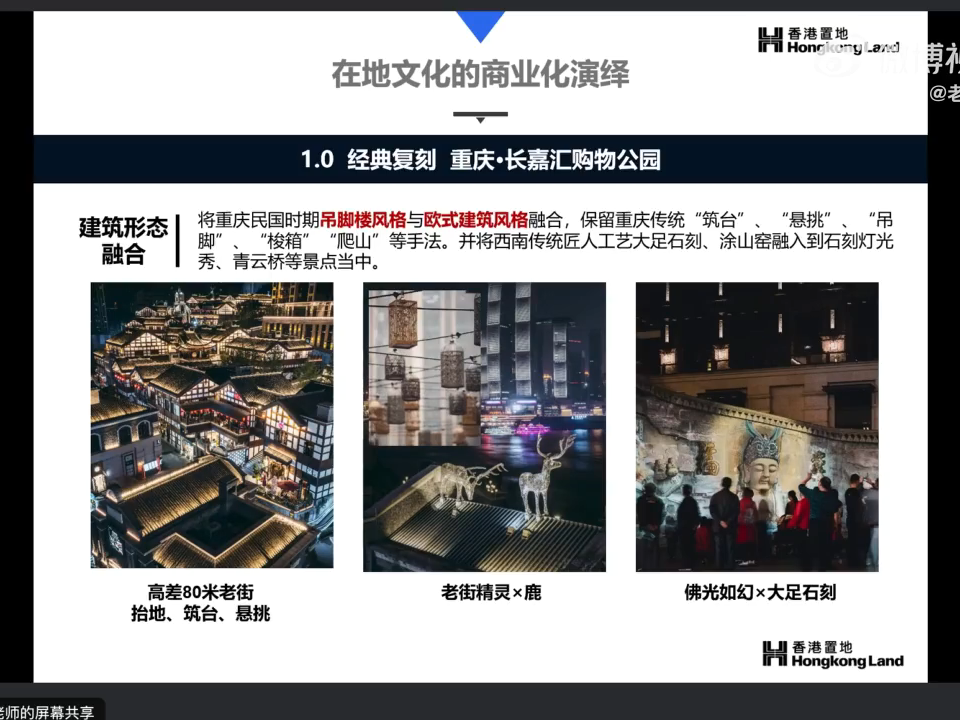 香港置地
HongkongLand
微博视
@老
在地文化的商业化演绎
1.0 经典复刻 重庆·长嘉汇购物公园
建筑形态
融合
将重庆民国时期吊脚楼风格与欧式建筑风格融合，保留重庆传统“筑台”、“悬挑”、“吊
脚”、“梭箱”“爬山”等手法。并将西南传统匠人工艺大足石刻、涂山窑融入到石刻灯光
秀、青云桥等景点当中。
高差80米老街
抬地、筑台、悬挑
老街精灵×鹿
佛光如幻×大足石刻
香港置地
HongkongLand
老师的屏幕共享